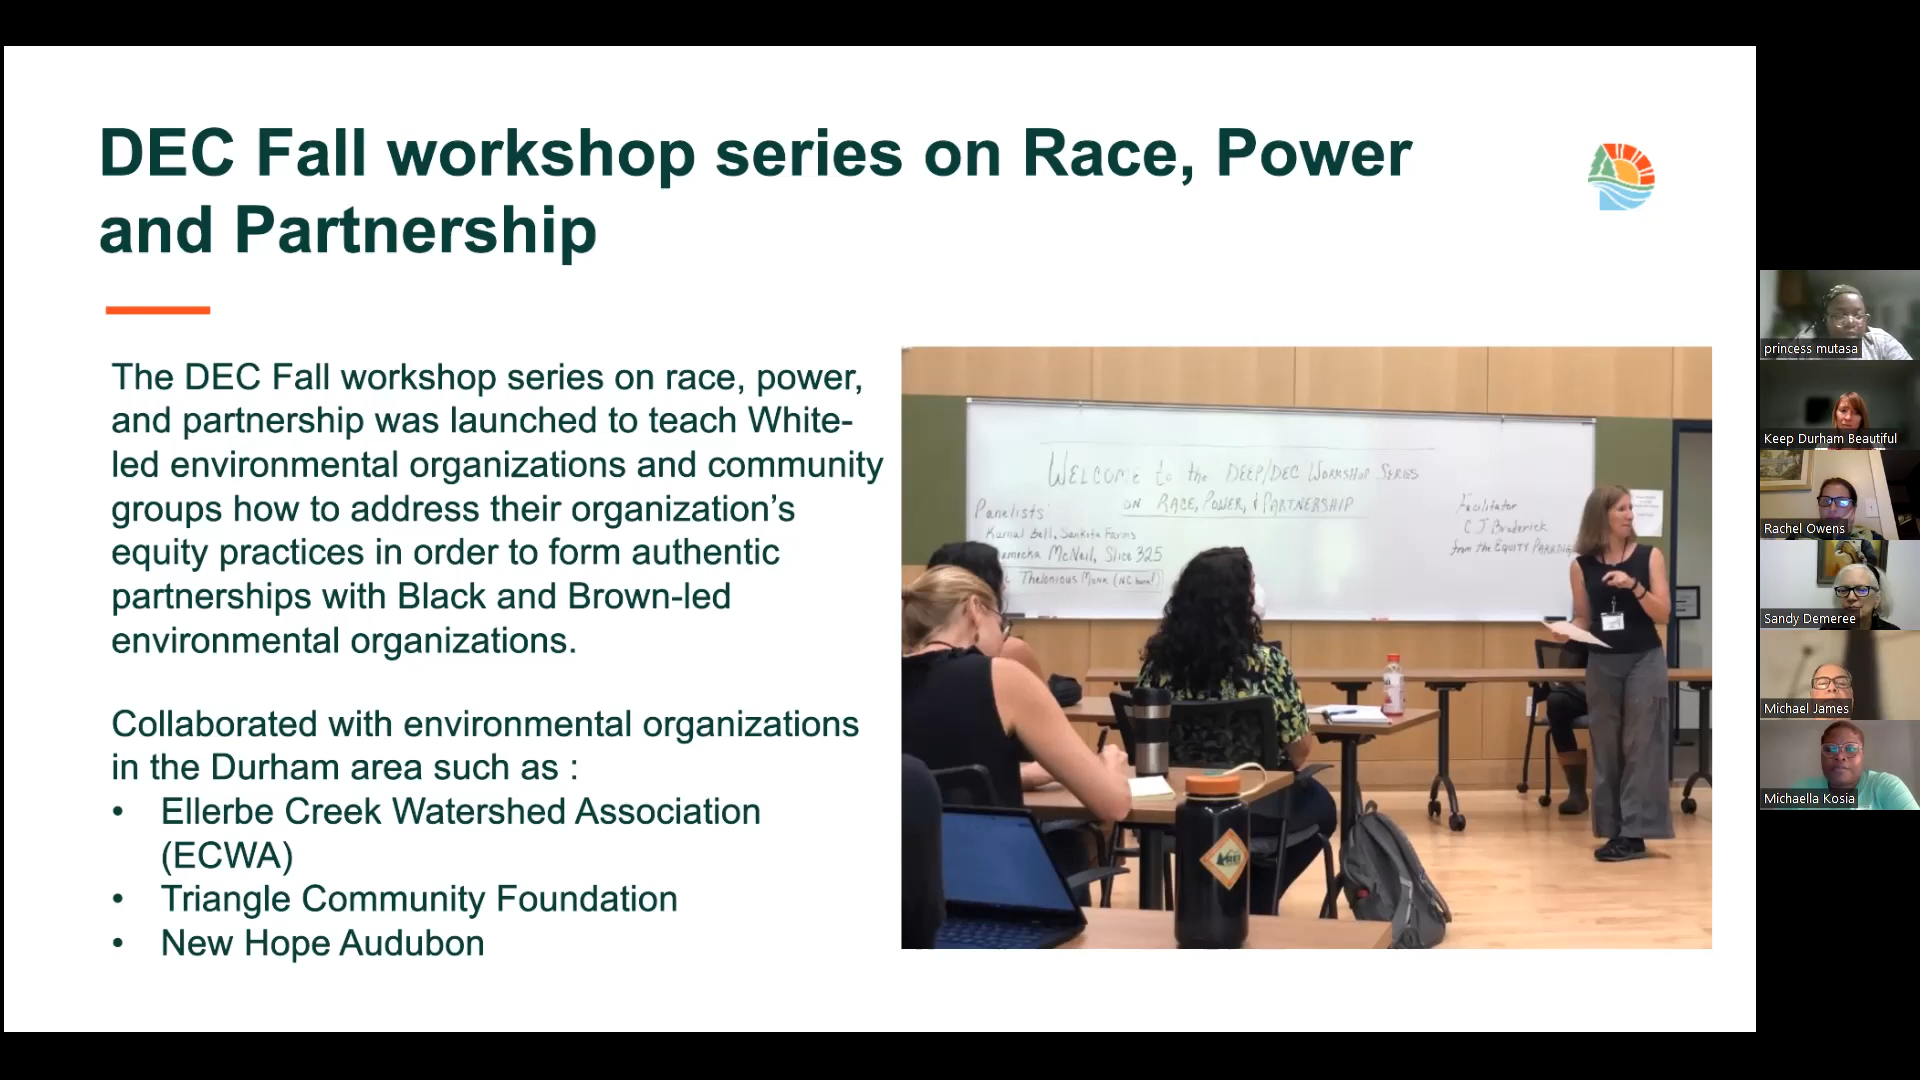 DEC Fall workshop series on Race, Power
and Partnership
The DEC Fall workshop series on race, power,
and partnership was launched to teach White-
led environmental organizations and community
groups how to address their organization's
equity practices in order to form authentic
partnerships with Black and Brown-led
environmental organizations.
Collaborated with environmental organizations
in the Durham area such as :
• Ellerbe Creek Watershed Association
(ECWA)
• Triangle Community Foundation
• New Hope Audubon
WELCOME to the DEEP/DEC WORKSHOP SERIES
ON RACE, POWER, & PARTNERSHIP
Panelists:
Kamal Bell, Sankofa Farms
McNeil, Slice 325
Thelonious Monk (NC born!)
Facilitator
CJ Broderick
from the EQUITY PARADIG
REI
princess mutasa
Keep Durham Beautiful
Rachel Owens
Sandy Demeree
Michael James
Michaella Kosia